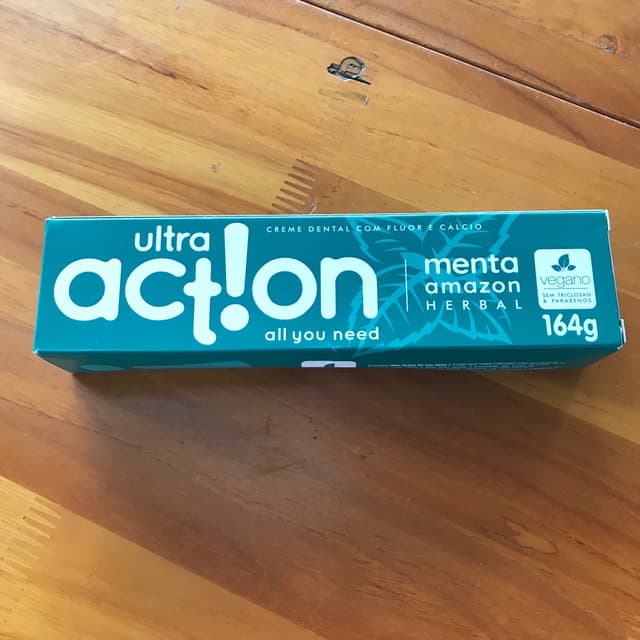 CREME DENTAL COM FLÚOR E CÁLCIO
ultra
act!on
all you need
menta
amazon
HERBAL
vegano
SEM TRICLOSAN
& PARABENOS
164g